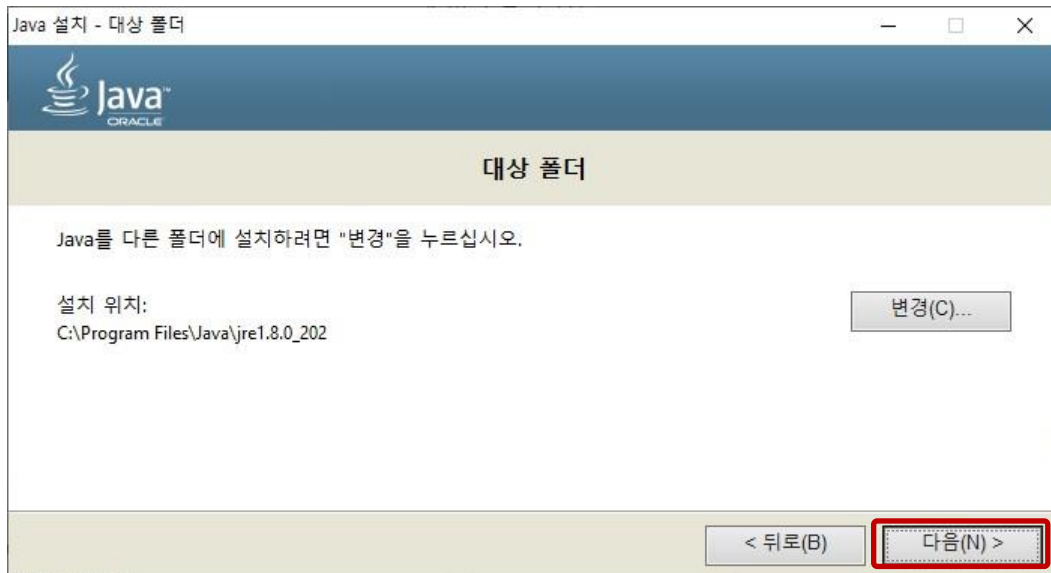 Java 설치 - 대상 폴더
Java™
ORACLE
대상 폴더
Java를 다른 폴더에 설치하려면 "변경"을 누르십시오.
설치 위치:
변경(C)...
C:\Program Files\Java\jre1.8.0_202
< 뒤로(B)
다음(N) >